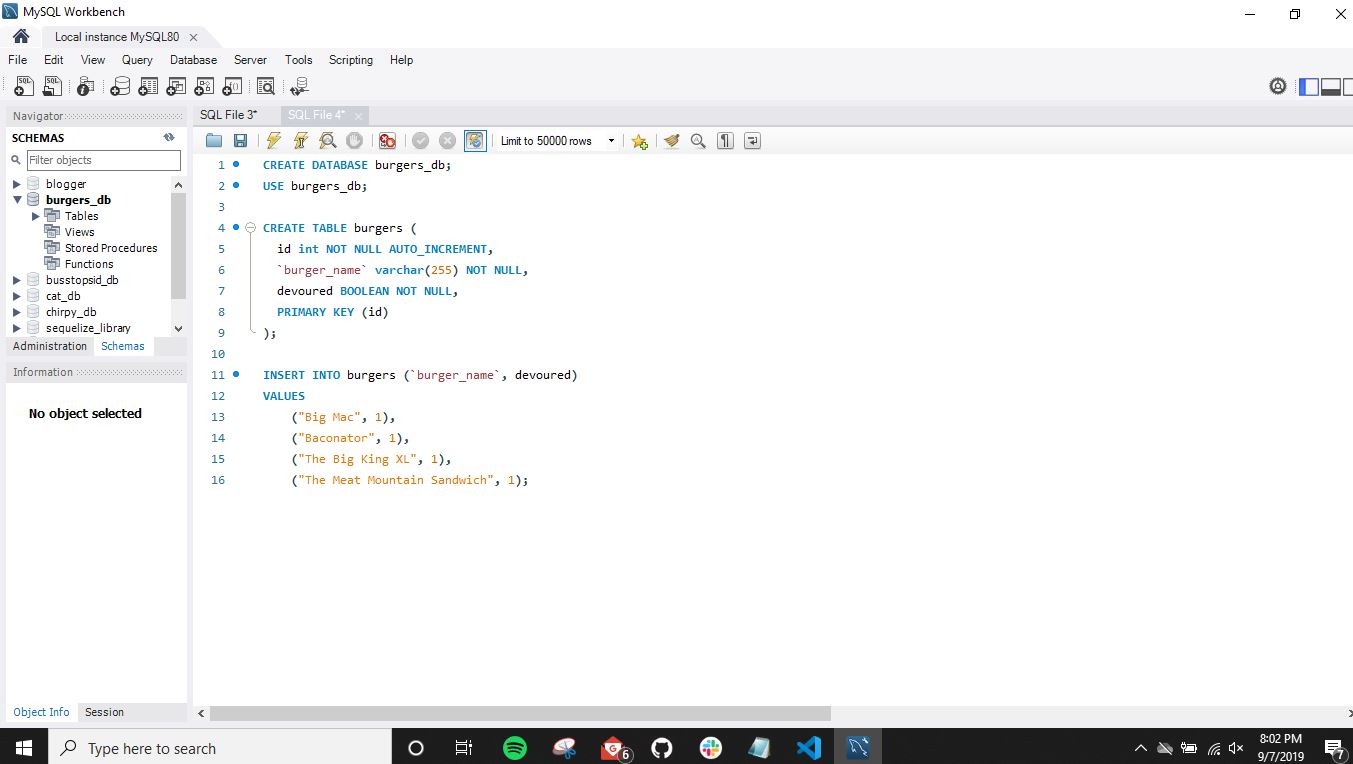 MySQL Workbench
Local instance MySQL80
File Edit View Query Database Server Tools Scripting Help
Navigator
SCHEMAS
Filter objects
blogger
burgers_db
Tables
Views
Stored Procedures
Functions
busstopsid_db
cat_db
chirpy_db
sequelize_library
Administration Schemas
Information
No object selected
Object Info Session
SQL File 3* SQL File 4*
Limit to 50000 rows
1 CREATE DATABASE burgers_db;
2 USE burgers_db;
3
4 CREATE TABLE burgers (
5 id int NOT NULL AUTO_INCREMENT,
6 `burger_name` varchar(255) NOT NULL,
7 devoured BOOLEAN NOT NULL,
8 PRIMARY KEY (id)
9 );
10
11 INSERT INTO burgers (`burger_name`, devoured)
12 VALUES
13 ("Big Mac", 1),
14 ("Baconator", 1),
15 ("The Big King XL", 1),
16 ("The Meat Mountain Sandwich", 1);
Type here to search
6
8:02 PM
9/7/2019
7